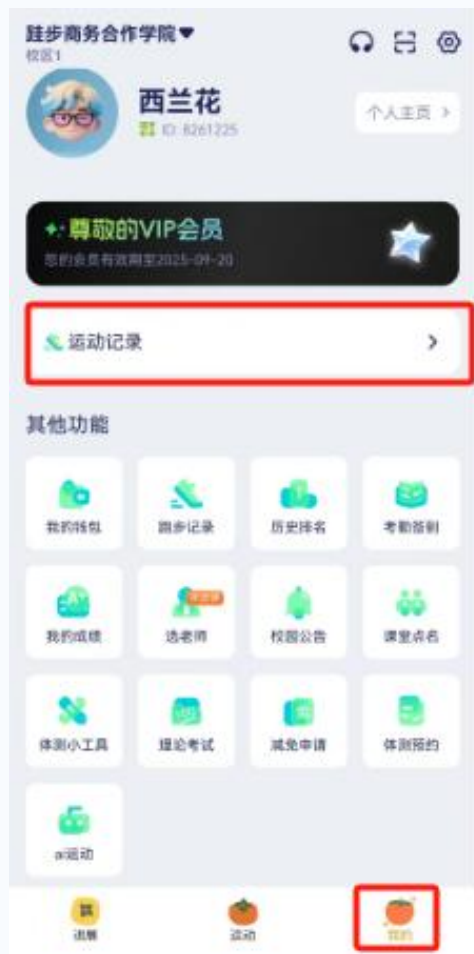 跬步商务合作学院▼
校区1
西兰花
ID: 8261225
个人主页 >
尊敬的VIP会员
您的会员有效期至2025-09-20
运动记录
其他功能
我的钱包 跑步记录 历史排名 考勤签到
我的成绩 选老师 校园公告 课堂点名
体测小工具 理论考试 减免申请 体测预约
ai运动
进展 运动 我的